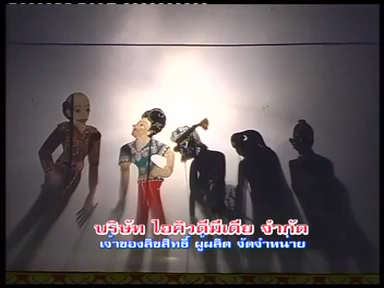 บริษัท ไอคิวดีมีเดีย จำกัด
เจ้าของลิขสิทธิ์ ผู้ผลิต จัดจำหน่าย